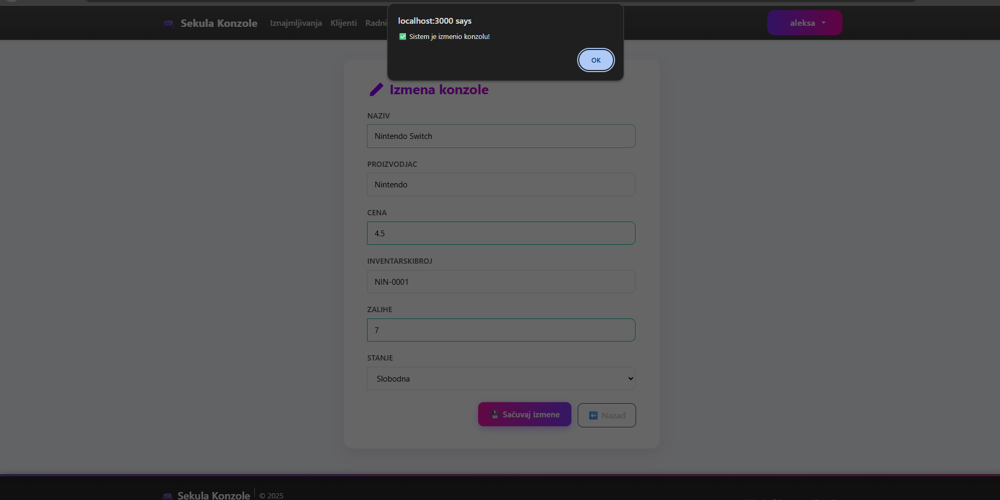 Sekula Konzole Iznajmljivanja Klijenti Radni
aleksa
localhost:3000 says
✅ Sistem je izmenio konzolu!
OK
Izmena konzole
NAZIV
Nintendo Switch
PROIZVODJAC
Nintendo
CENA
4.5
INVENTARSKIBROJ
NIN-0001
ZALIHE
7
STANJE
Slobodna
💾 Sačuvaj izmene
⬅️ Nazad
Sekula Konzole
© 2025